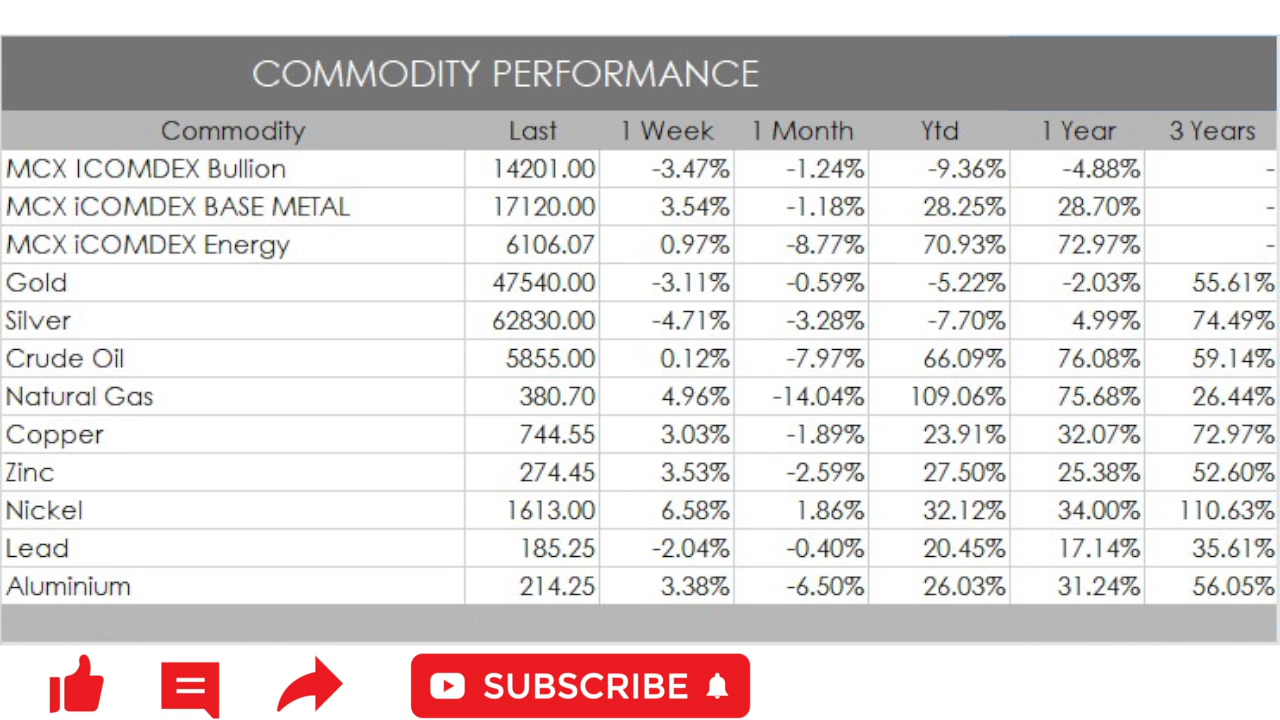 COMMODITY PERFORMANCE
Commodity Last 1 Week 1 Month Ytd 1 Year 3 Years
MCX ICOMDEX Bullion 14201.00 -3.47% -1.24% -9.36% -4.88% -
MCX iCOMDEX BASE METAL 17120.00 3.54% -1.18% 28.25% 28.70% -
MCX iCOMDEX Energy 6106.07 0.97% -8.77% 70.93% 72.97% -
Gold 47540.00 -3.11% -0.59% -5.22% -2.03% 55.61%
Silver 62830.00 -4.71% -3.28% -7.70% 4.99% 74.49%
Crude Oil 5855.00 0.12% -7.97% 66.09% 76.08% 59.14%
Natural Gas 380.70 4.96% -14.04% 109.06% 75.68% 26.44%
Copper 744.55 3.03% -1.89% 23.91% 32.07% 72.97%
Zinc 274.45 3.53% -2.59% 27.50% 25.38% 52.60%
Nickel 1613.00 6.58% 1.86% 32.12% 34.00% 110.63%
Lead 185.25 -2.04% -0.40% 20.45% 17.14% 35.61%
Aluminium 214.25 3.38% -6.50% 26.03% 31.24% 56.05%
SUBSCRIBE